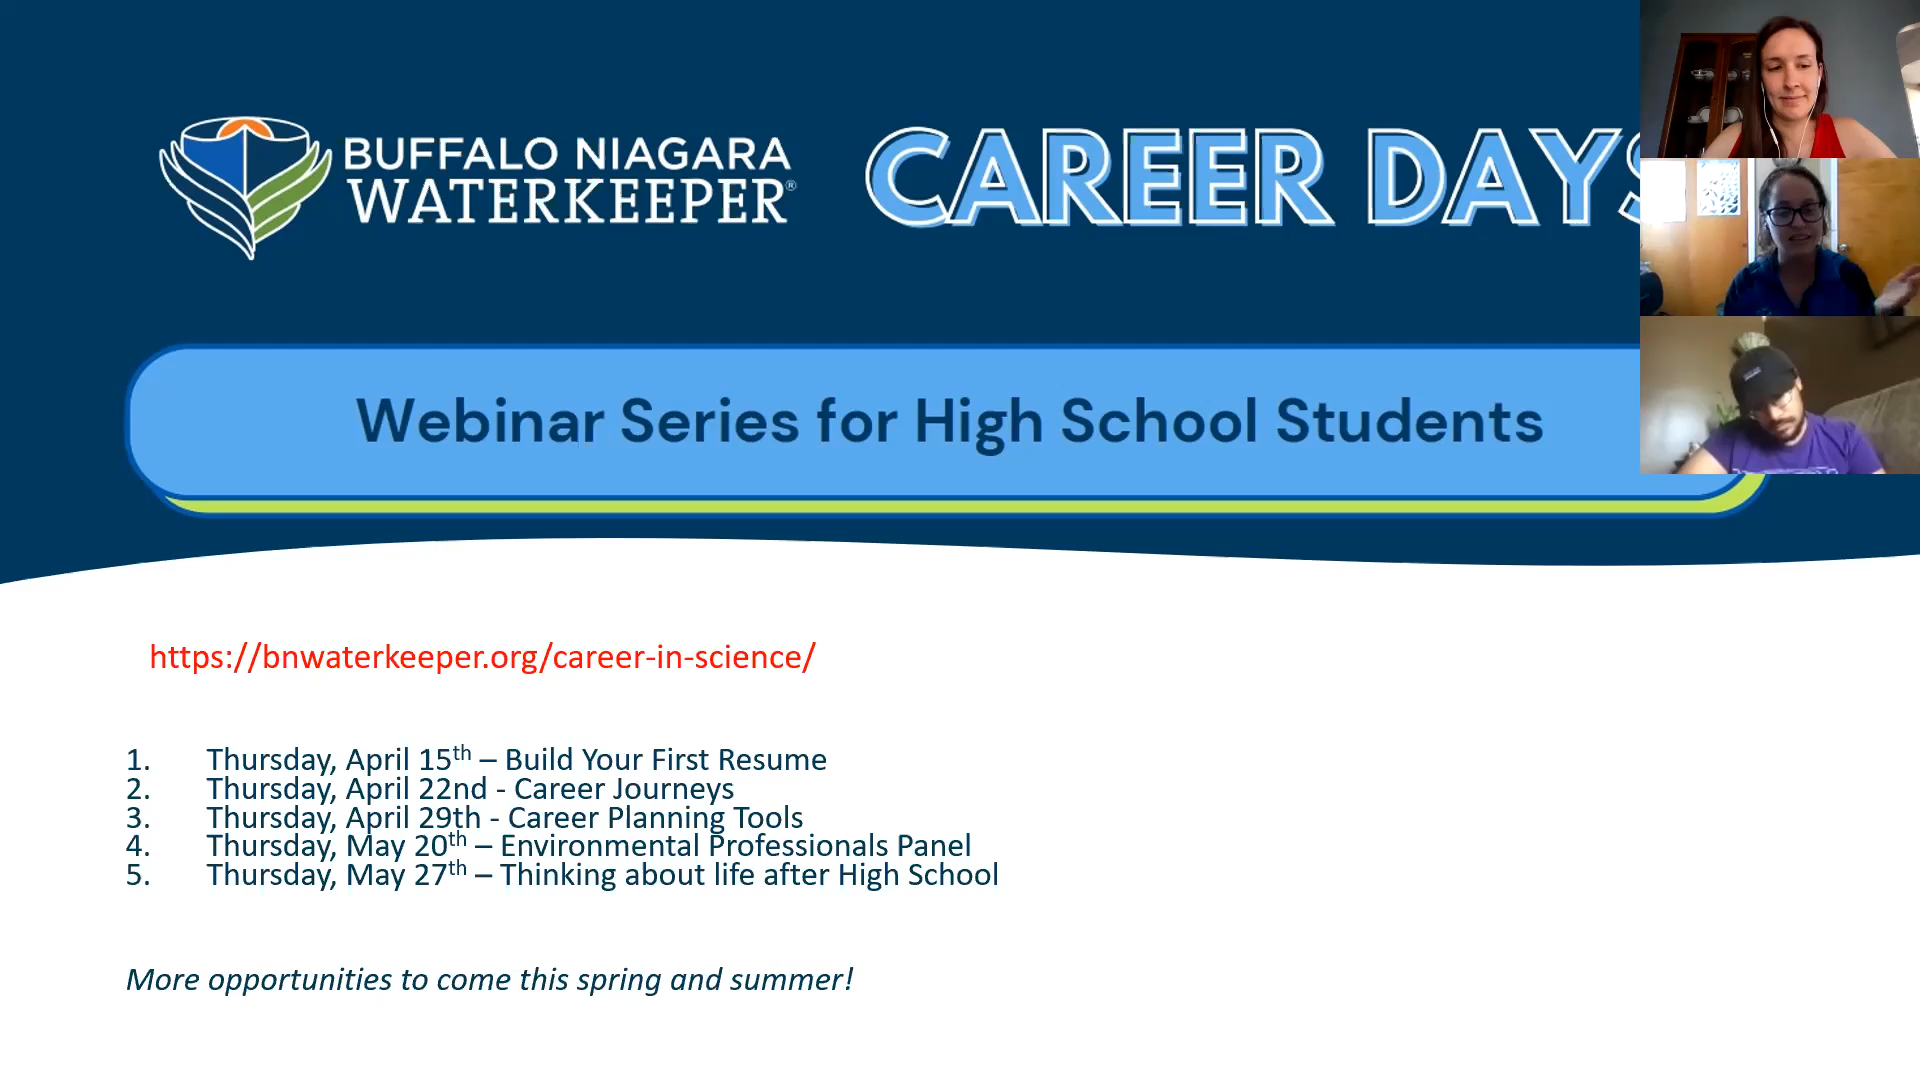 BUFFALO NIAGARA
WATERKEEPER®
CAREER DAYS
Webinar Series for High School Students
https://bnwaterkeeper.org/career-in-science/
1. Thursday, April 15th – Build Your First Resume
2. Thursday, April 22nd - Career Journeys
3. Thursday, April 29th - Career Planning Tools
4. Thursday, May 20th – Environmental Professionals Panel
5. Thursday, May 27th – Thinking about life after High School
More opportunities to come this spring and summer!